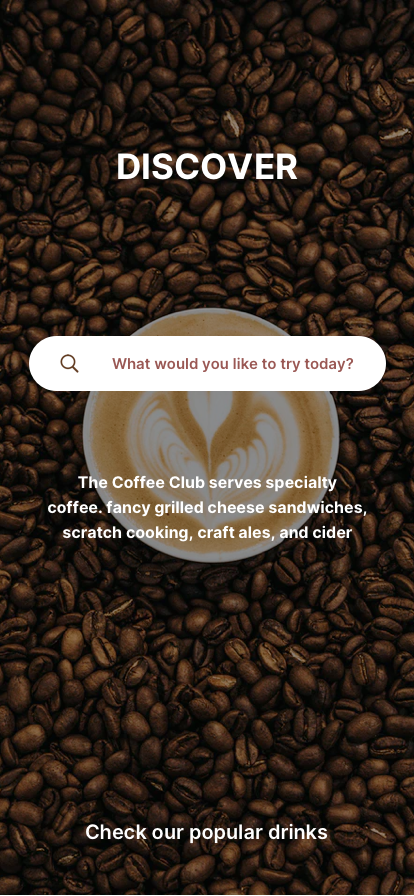 DISCOVER
What would you like to try today?
The Coffee Club serves specialty
coffee. fancy grilled cheese sandwiches,
scratch cooking, craft ales, and cider
Check our popular drinks